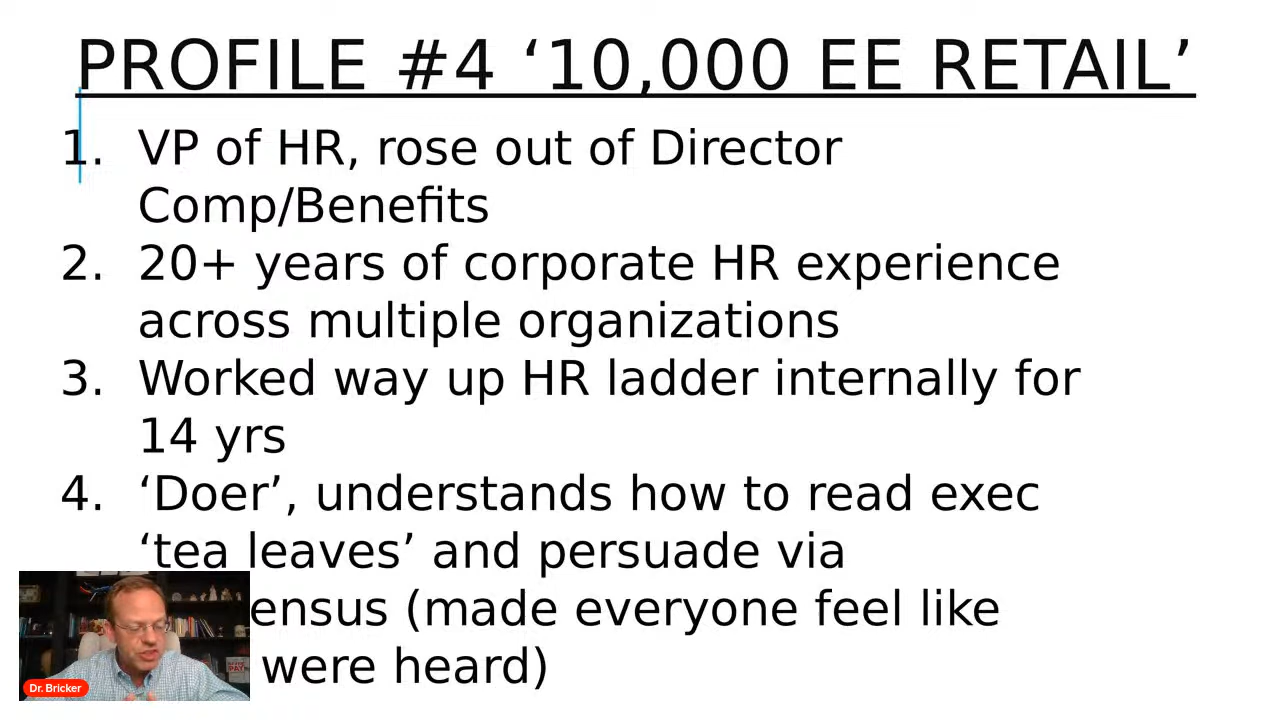 PROFILE #4 ‘10,000 EE RETAIL’
1. VP of HR, rose out of Director
Comp/Benefits
2. 20+ years of corporate HR experience
across multiple organizations
3. Worked way up HR ladder internally for
14 yrs
4. ‘Doer’, understands how to read exec
‘tea leaves’ and persuade via
ensus (made everyone feel like
were heard)
Dr. Bricker